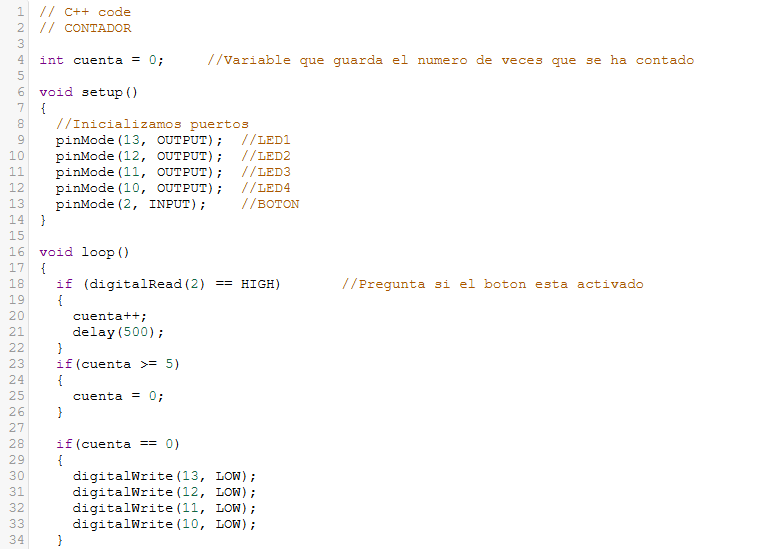 1 // C++ code
2 // CONTADOR
3
4 int cuenta = 0;     //Variable que guarda el numero de veces que se ha contado
5
6 void setup()
7 {
8   //Inicializamos puertos
9   pinMode(13, OUTPUT);  //LED1
10   pinMode(12, OUTPUT);  //LED2
11   pinMode(11, OUTPUT);  //LED3
12   pinMode(10, OUTPUT);  //LED4
13   pinMode(2, INPUT);    //BOTON
14 }
15
16 void loop()
17 {
18   if (digitalRead(2) == HIGH)       //Pregunta si el boton esta activado
19   {
20     cuenta++;
21     delay(500);
22   }
23   if(cuenta >= 5)
24   {
25     cuenta = 0;
26   }
27
28   if(cuenta == 0)
29   {
30     digitalWrite(13, LOW);
31     digitalWrite(12, LOW);
32     digitalWrite(11, LOW);
33     digitalWrite(10, LOW);
34   }